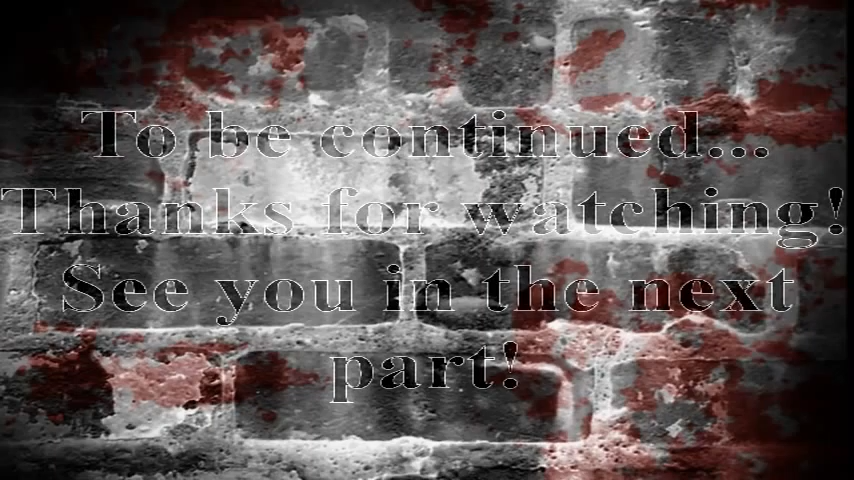 To be continued...
Thanks for watching!
See you in the next
part!